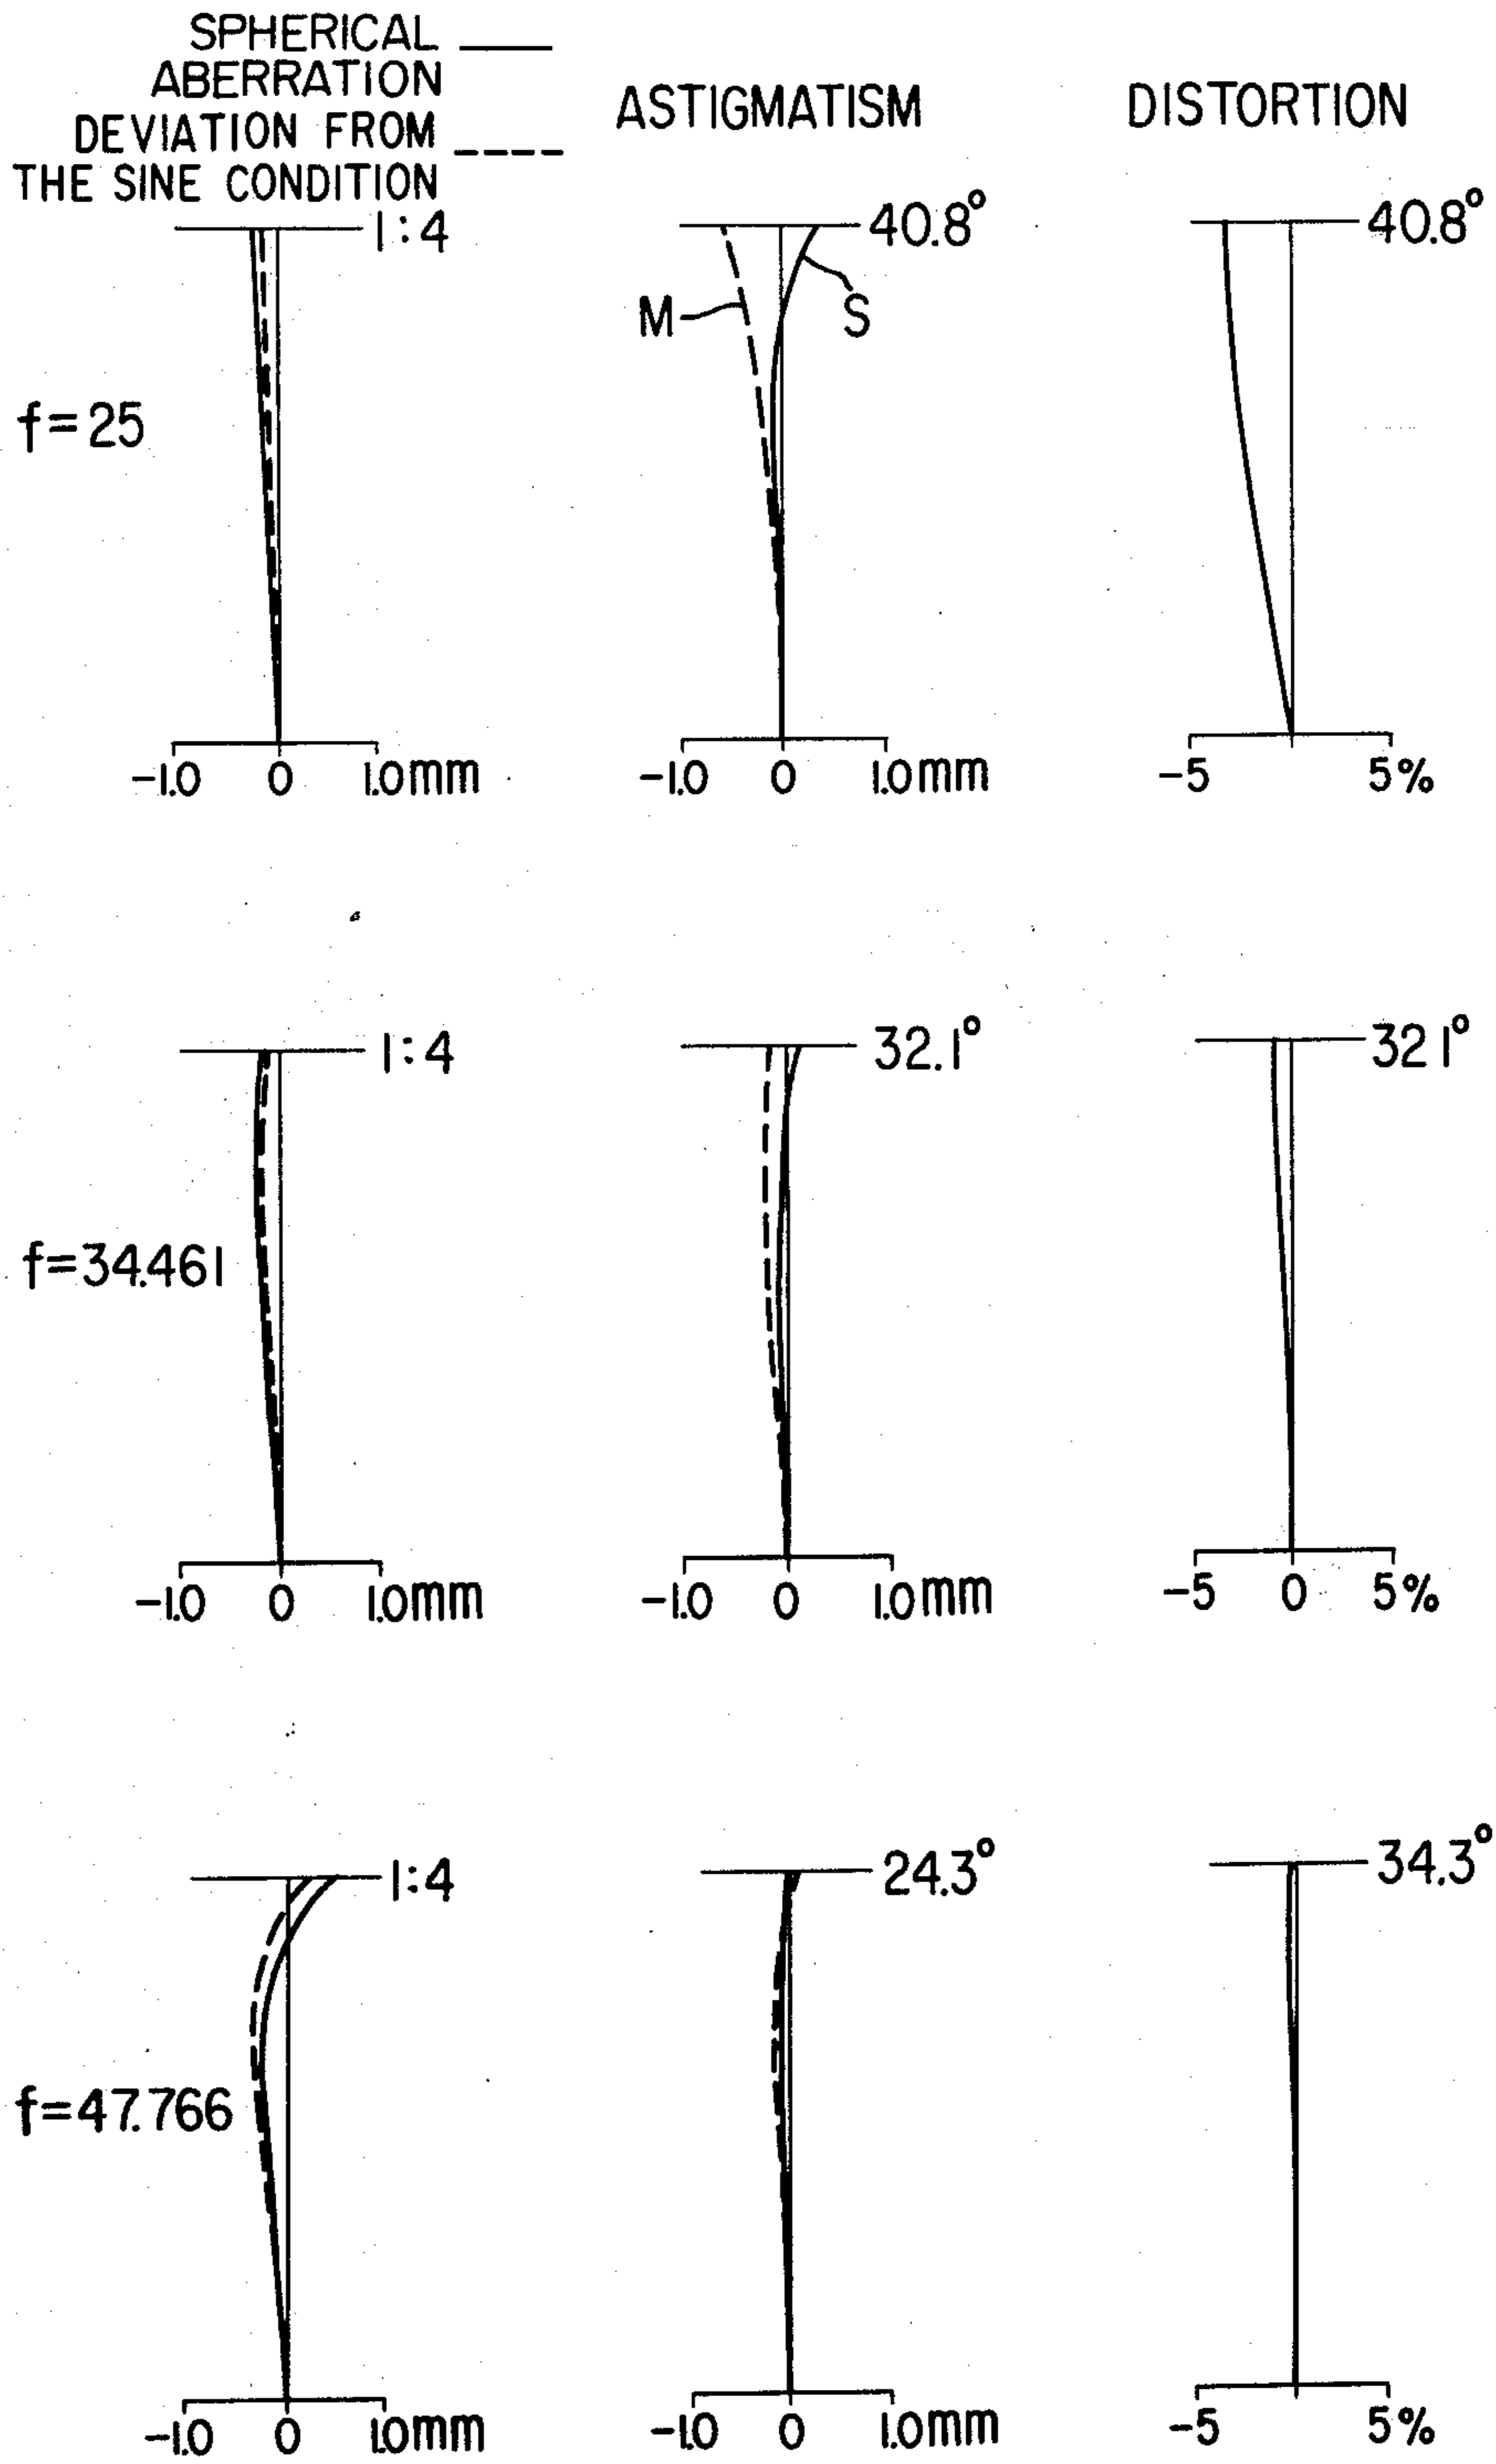 SPHERICAL
ABERRATION
DEVIATION FROM
THE SINE CONDITION
ASTIGMATISM
DISTORTION
1:4
40.8°
40.8°
M
S
f=25
-1.0 0 1.0mm
-1.0 0 1.0mm
-5 5%
1:4
32.1°
32 1°
f=34.461
-1.0 0 1.0mm
-1.0 0 1.0mm
-5 0 5%
1:4
24.3°
34.3°
f=47.766
-1.0 0 1.0mm
-1.0 0 1.0mm
-5 5%